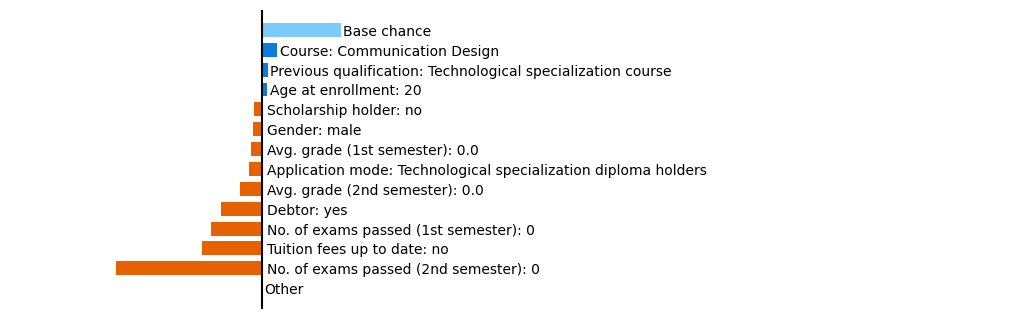 Base chance
Course: Communication Design
Previous qualification: Technological specialization course
Age at enrollment: 20
Scholarship holder: no
Gender: male
Avg. grade (1st semester): 0.0
Application mode: Technological specialization diploma holders
Avg. grade (2nd semester): 0.0
Debtor: yes
No. of exams passed (1st semester): 0
Tuition fees up to date: no
No. of exams passed (2nd semester): 0
Other